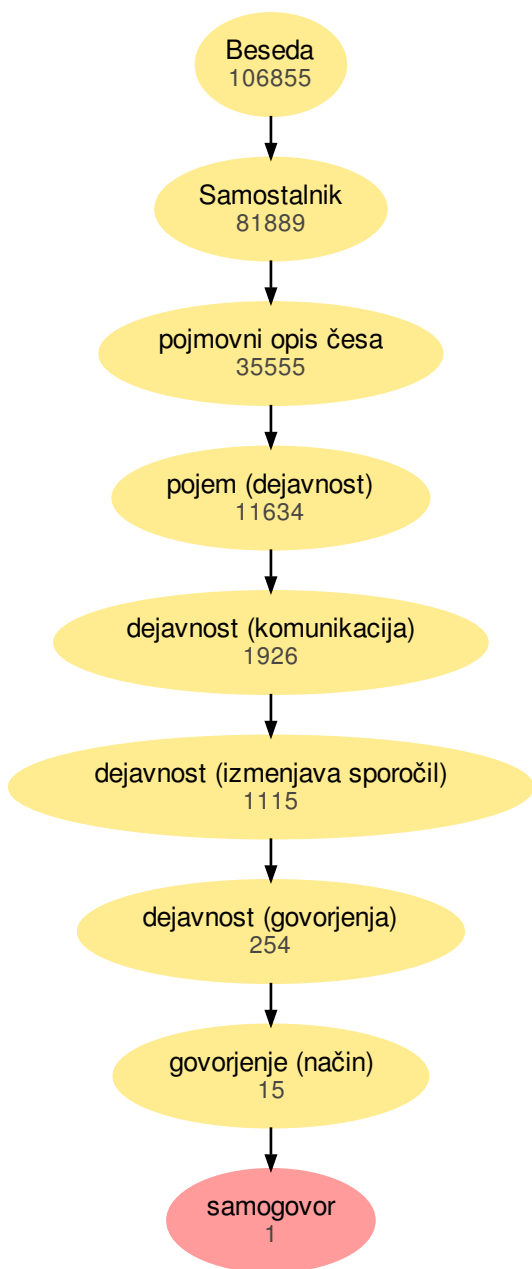 Beseda
106855
Samostalnik
81889
pojmovni opis česa
35555
pojem (dejavnost)
11634
dejavnost (komunikacija)
1926
dejavnost (izmenjava sporočil)
1115
dejavnost (govorjenja)
254
govorjenje (način)
15
samogovor
1